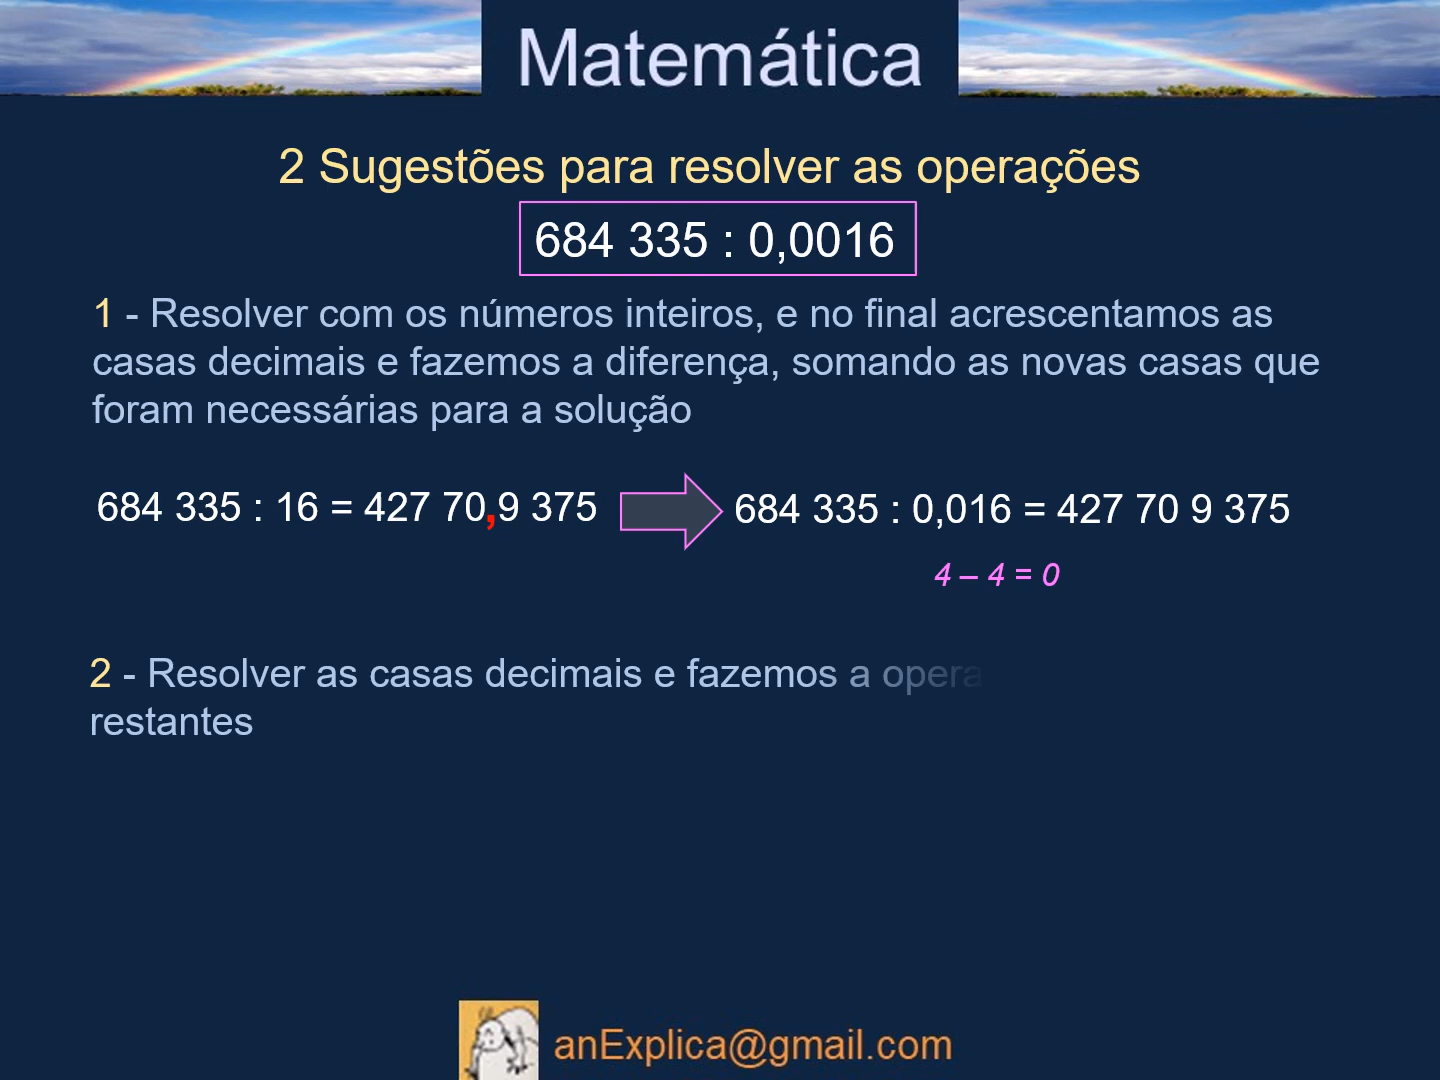 Matemática
2 Sugestões para resolver as operações
684 335 : 0,0016
1 - Resolver com os números inteiros, e no final acrescentamos as
casas decimais e fazemos a diferença, somando as novas casas que
foram necessárias para a solução
684 335 : 16 = 427 70,9 375
684 335 : 0,016 = 427 70 9 375
4 – 4 = 0
2 - Resolver as casas decimais e fazemos a
restantes
anExplica@gmail.com